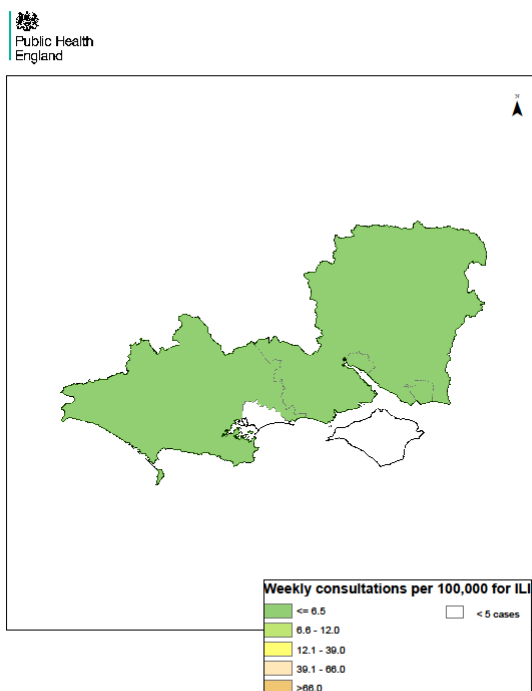 Public Health
England
N
Weekly consultations per 100,000 for ILI
<= 6.5
< 5 cases
6.6 - 12.0
12.1 - 39.0
39.1 - 66.0
>66.0